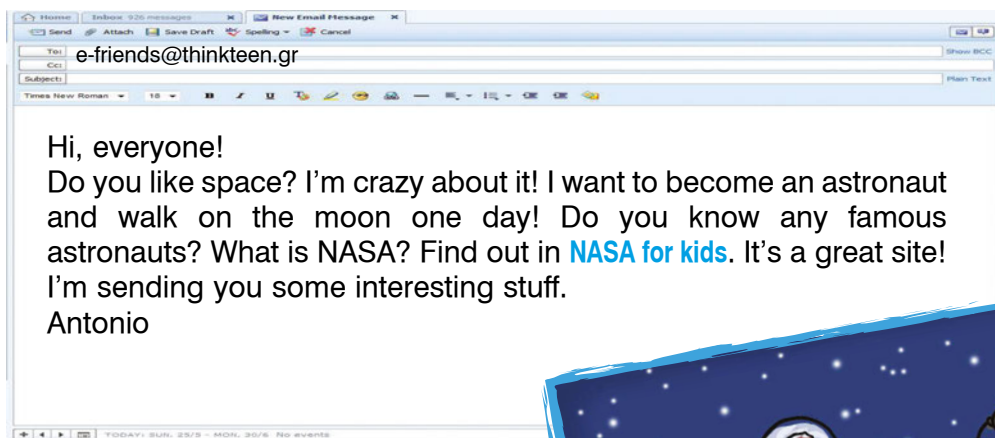 Home Inbox 926 messages New Email Message
Send Attach Save Draft Spelling Cancel
To: e-friends@thinkteen.gr Show BCC
Cc:
Subject: Plain Text
Times New Roman 18 B I U
Hi, everyone!
Do you like space? I'm crazy about it! I want to become an astronaut
and walk on the moon one day! Do you know any famous
astronauts? What is NASA? Find out in NASA for kids. It's a great site!
I'm sending you some interesting stuff.
Antonio
TODAY: SUN, 25/5 - MON, 30/6 No events